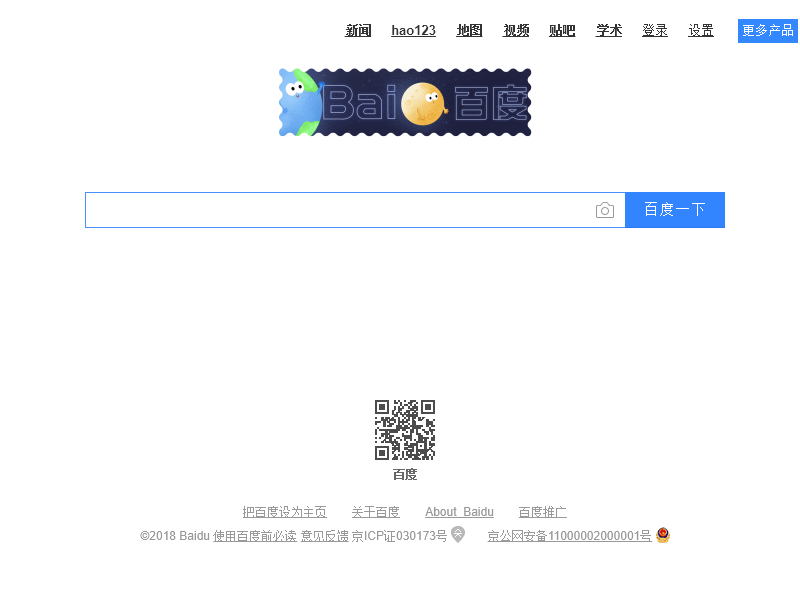 新闻 hao123 地图 视频 贴吧 学术 登录 设置 更多产品
Bai 百度
百度一下
百度
把百度设为主页 关于百度 About Baidu 百度推广
©2018 Baidu 使用百度前必读 意见反馈 京ICP证030173号 京公网安备11000002000001号